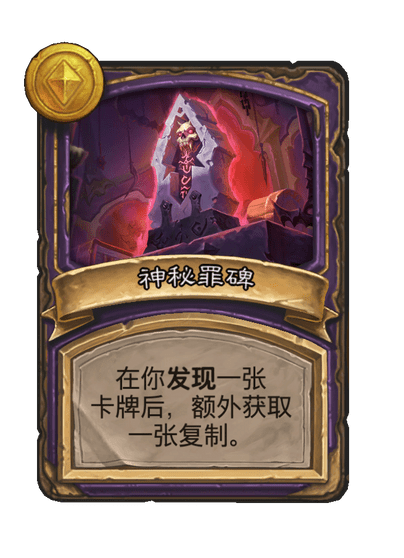 神秘罪碑
在你发现一张
卡牌后，额外获取
一张复制。